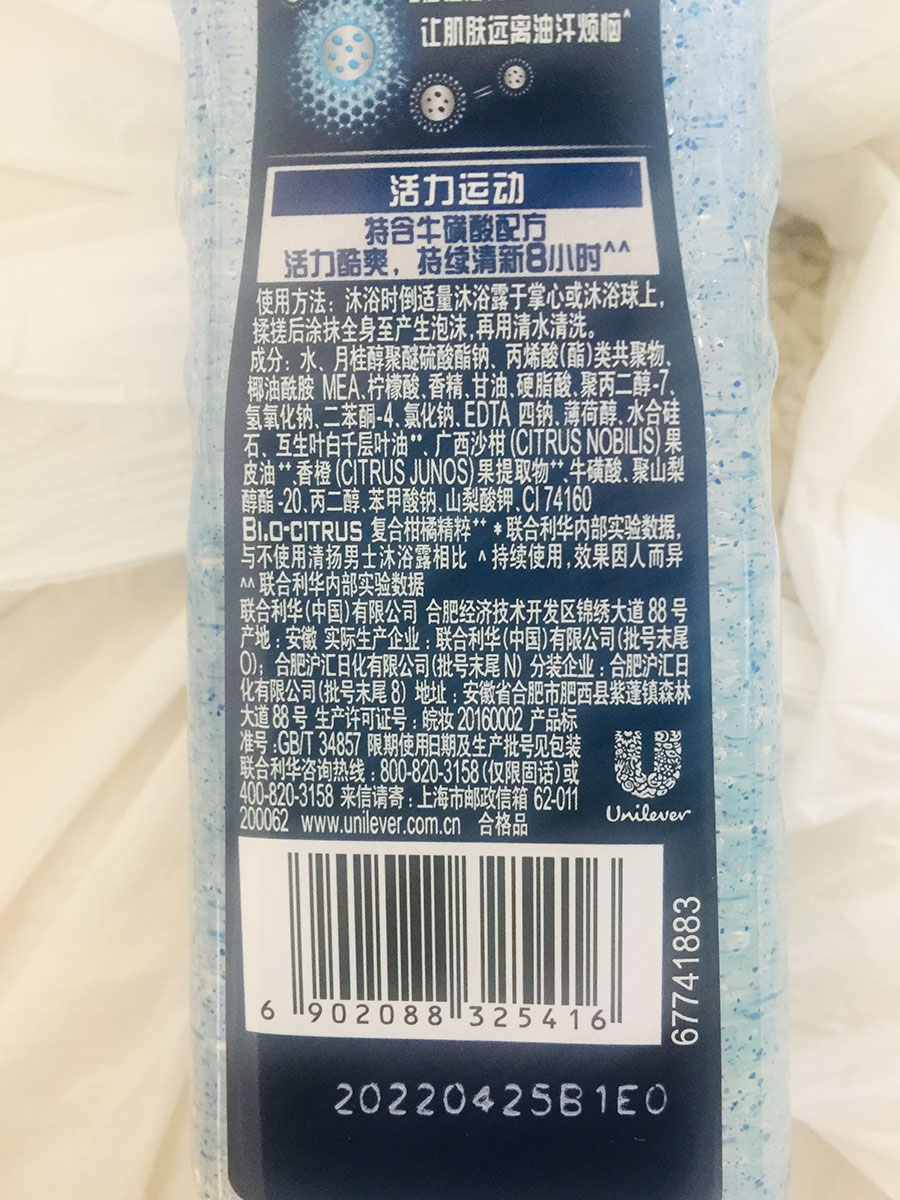 让肌肤远离油汗烦恼^
活力运动
特含牛磺酸配方
活力酷爽，持续清新8小时^^
使用方法：沐浴时倒适量沐浴露于掌心或沐浴球上，
揉搓后涂抹全身至产生泡沫,再用清水清洗。
成分：水、月桂醇聚醚硫酸酯钠、丙烯酸(酯)类共聚物、
椰油酰胺 MEA、柠檬酸、香精、甘油、硬脂酸、聚丙二醇-7、
氢氧化钠、二苯酮-4、氯化钠、EDTA 四钠、薄荷醇、水合硅
石、互生叶白千层叶油**、广西沙柑 (CITRUS NOBILIS) 果
皮油++、香橙 (CITRUS JUNOS) 果提取物++、牛磺酸、聚山梨
醇酯 -20、丙二醇、苯甲酸钠、山梨酸钾、CI 74160
BI.O-CITRUS 复合柑橘精粹++ *联合利华内部实验数据，
与不使用清扬男士沐浴露相比 ^ 持续使用，效果因人而异
^^ 联合利华内部实验数据
联合利华(中国)有限公司 合肥经济技术开发区锦绣大道 88 号
产地：安徽 实际生产企业：联合利华(中国)有限公司(批号末尾
O)；合肥沪汇日化有限公司(批号末尾 N) 分装企业：合肥沪汇日
化有限公司(批号末尾 8) 地址：安徽省合肥市肥西县紫蓬镇森林
大道 88 号 生产许可证号：皖妆 20160002 产品标
准号:GB/T 34857 限期使用日期及生产批号见包装
联合利华咨询热线：800-820-3158 (仅限固话) 或
400-820-3158 来信请寄：上海市邮政信箱 62-011
200062 www.unilever.com.cn 合格品
Unilever
6 902088 325416
67741883
20220425B1E0